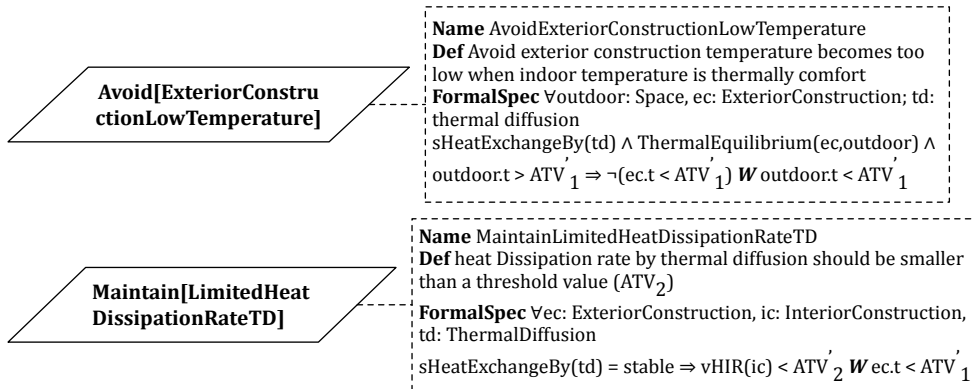 Avoid[ExteriorConstru
ctionLowTemperature]
Name AvoidExteriorConstructionLowTemperature
Def Avoid exterior construction temperature becomes too
low when indoor temperature is thermally comfort
FormalSpec ∀outdoor: Space, ec: ExteriorConstruction; td:
thermal diffusion
sHeatExchangeBy(td) ∧ ThermalEquilibrium(ec,outdoor) ∧
outdoor.t > ATV'₁ ⇒ ¬(ec.t < ATV'₁) W outdoor.t < ATV'₁
Maintain[LimitedHeat
DissipationRateTD]
Name MaintainLimitedHeatDissipationRateTD
Def heat Dissipation rate by thermal diffusion should be smaller
than a threshold value (ATV₂)
FormalSpec ∀ec: ExteriorConstruction, ic: InteriorConstruction,
td: ThermalDiffusion
sHeatExchangeBy(td) = stable ⇒ vHIR(ic) < ATV'₂ W ec.t < ATV'₁